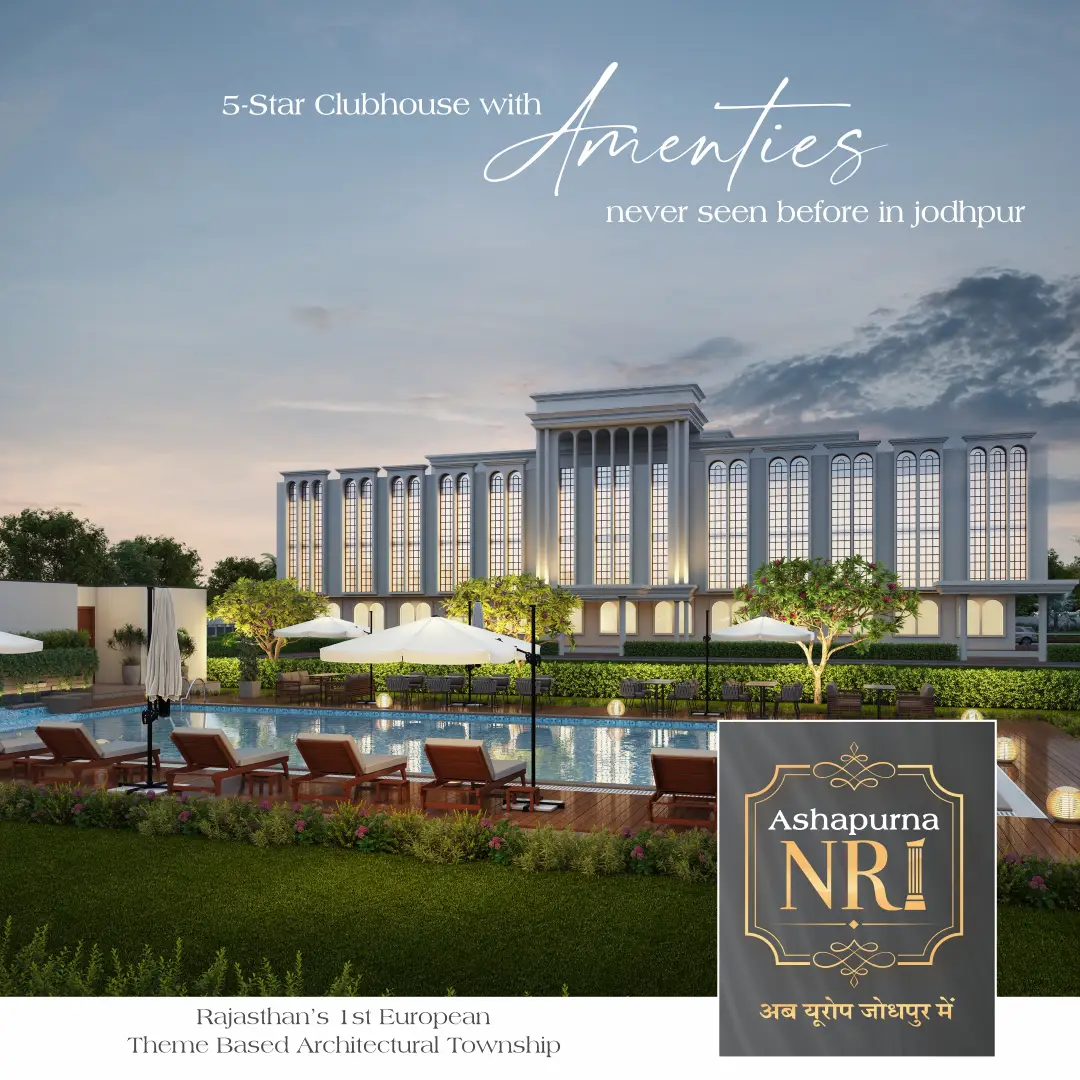 5-Star Clubhouse with
Amenties
never seen before in jodhpur
Ashapurna
NRI
अब यूरोप जोधपुर में
Rajasthan's 1st European
Theme Based Architectural Township